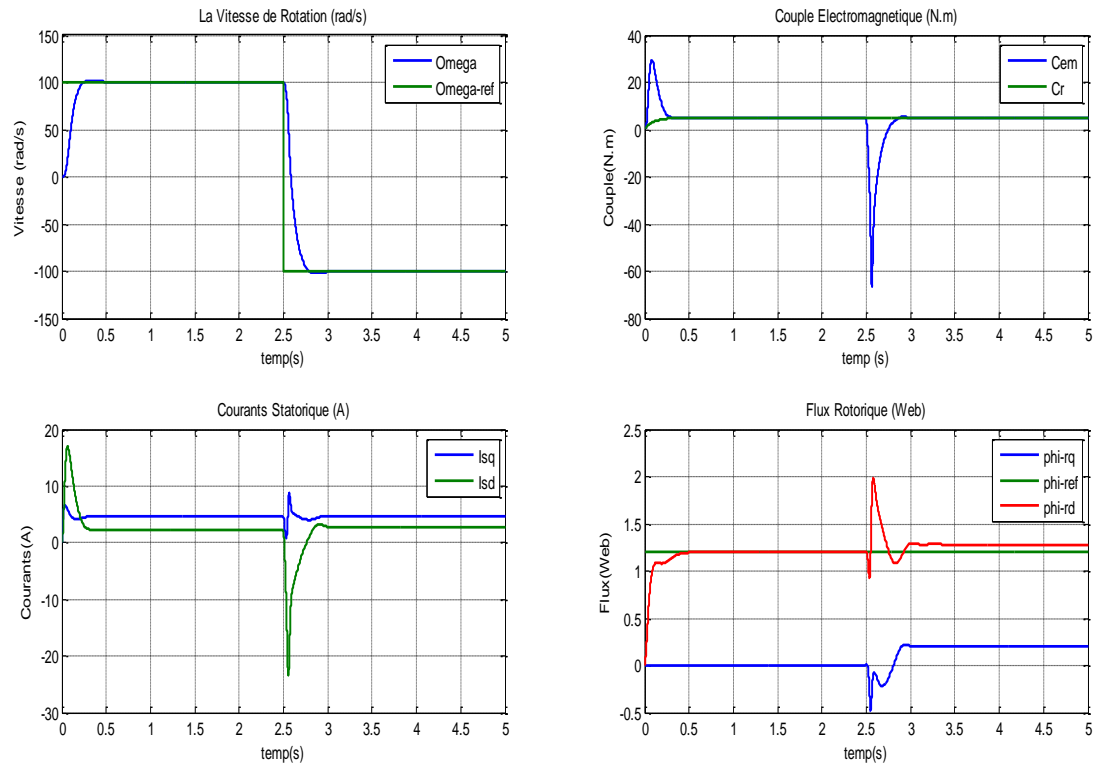 La Vitesse de Rotation (rad/s)
Vitesse (rad/s)
150
100
50
0
-50
-100
-150
Omega
Omega-ref
0 0.5 1 1.5 2 2.5 3 3.5 4 4.5 5
temp(s)
Couple Electromagnetique (N.m)
Couple(N.m)
40
20
0
-20
-40
-60
-80
Cem
Cr
0 0.5 1 1.5 2 2.5 3 3.5 4 4.5 5
temp (s)
Courants Statorique (A)
Courants(A)
20
10
0
-10
-20
-30
Isq
Isd
0 0.5 1 1.5 2 2.5 3 3.5 4 4.5 5
temp(s)
Flux Rotorique (Web)
Flux(Web)
2.5
2
1.5
1
0.5
0
-0.5
phi-rq
phi-ref
phi-rd
0 0.5 1 1.5 2 2.5 3 3.5 4 4.5 5
temp(s)